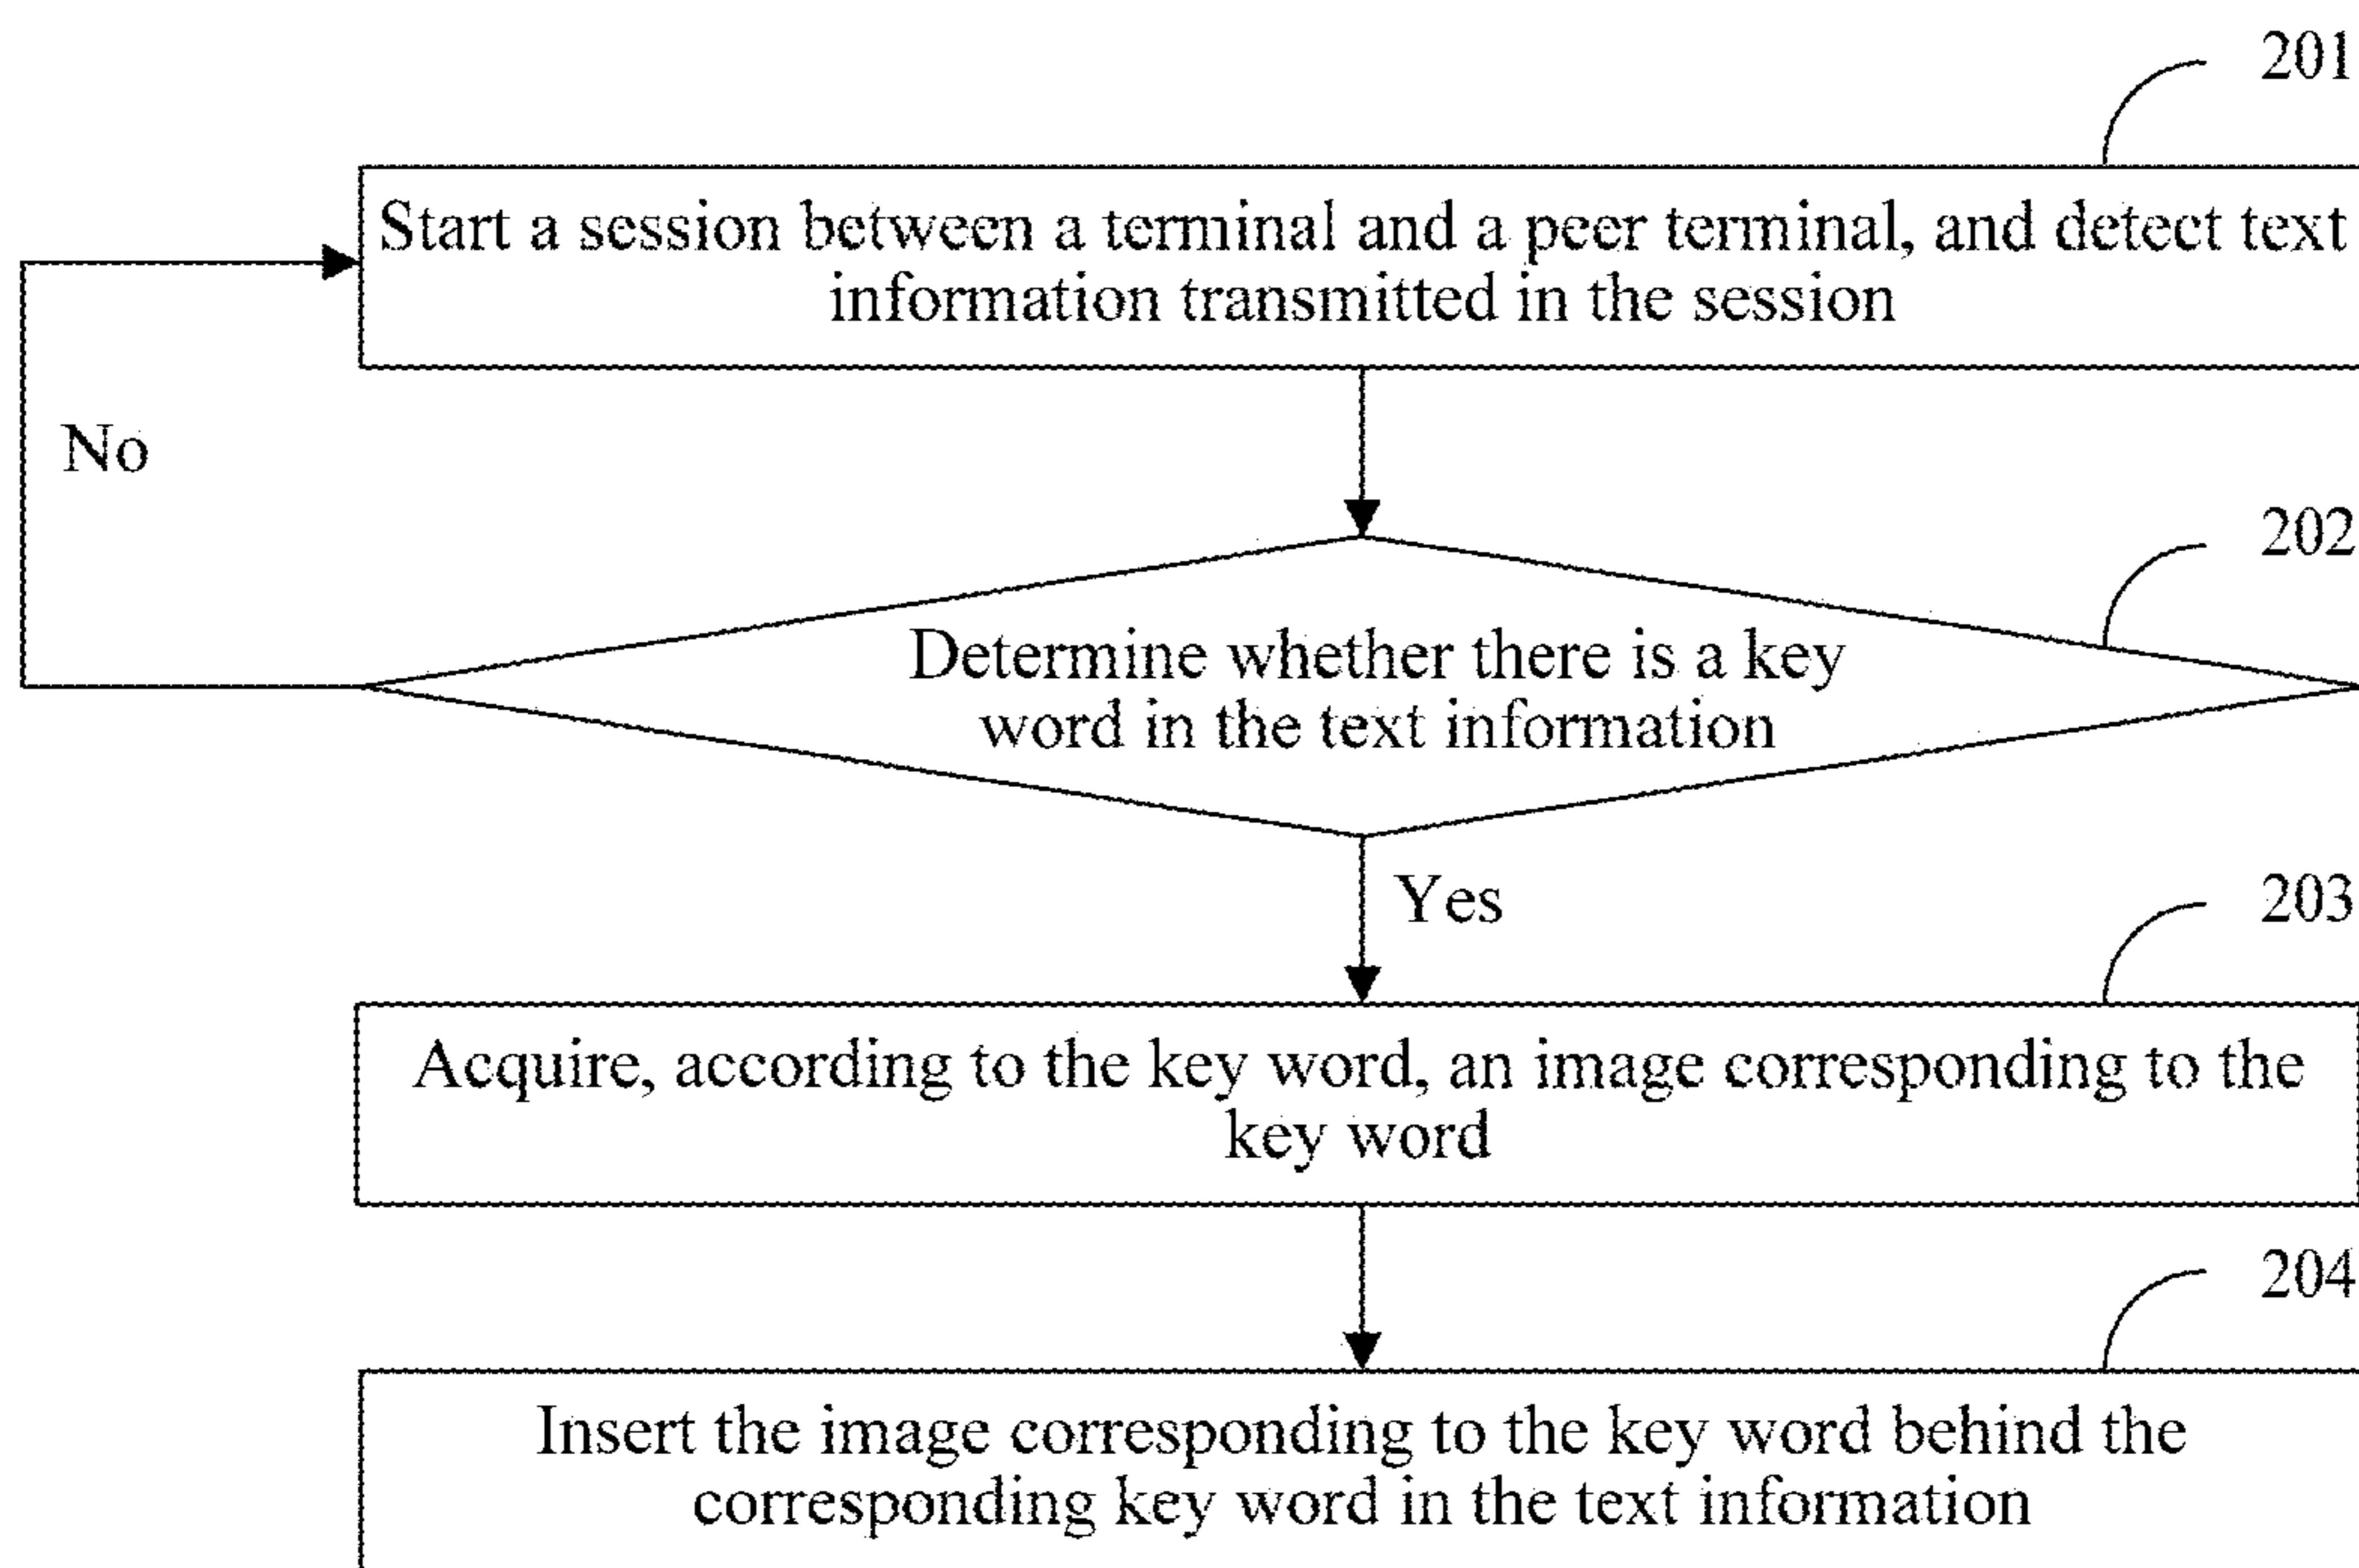 201
Start a session between a terminal and a peer terminal, and detect text
information transmitted in the session
No
202
Determine whether there is a key
word in the text information
Yes
203
Acquire, according to the key word, an image corresponding to the
key word
204
Insert the image corresponding to the key word behind the
corresponding key word in the text information